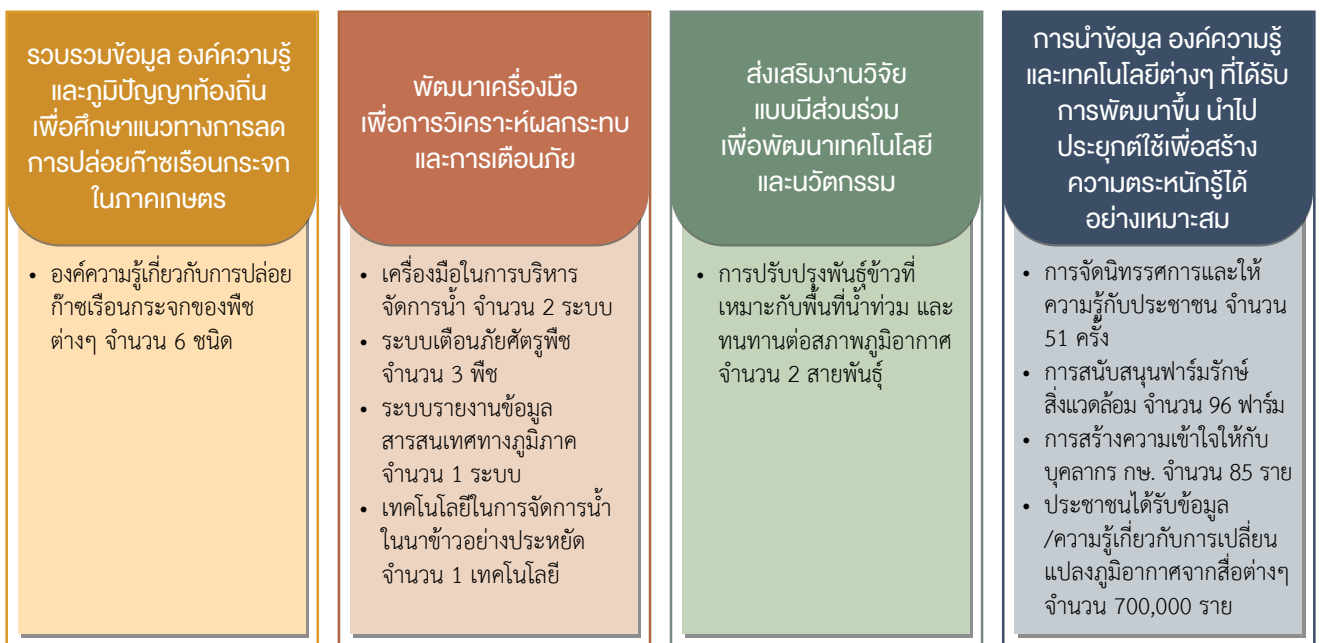 รวบรวมข้อมูล องค์ความรู้
และภูมิปัญญาท้องถิ่น
เพื่อศึกษาแนวทางการลด
การปล่อยก๊าซเรือนกระจก
ในภาคเกษตร
• องค์ความรู้เกี่ยวกับการปล่อย
ก๊าซเรือนกระจกของพืช
ต่างๆ จำนวน 6 ชนิด
พัฒนาเครื่องมือ
เพื่อการวิเคราะห์ผลกระทบ
และการเตือนภัย
• เครื่องมือในการบริหาร
จัดการน้ำ จำนวน 2 ระบบ
• ระบบเตือนภัยศัตรูพืช
จำนวน 3 พืช
• ระบบรายงานข้อมูล
สารสนเทศทางภูมิภาค
จำนวน 1 ระบบ
• เทคโนโลยีในการจัดการน้ำ
ในนาข้าวอย่างประหยัด
จำนวน 1 เทคโนโลยี
ส่งเสริมงานวิจัย
แบบมีส่วนร่วม
เพื่อพัฒนาเทคโนโลยี
และนวัตกรรม
• การปรับปรุงพันธุ์ข้าวที่
เหมาะกับพื้นที่น้ำท่วม และ
ทนทานต่อสภาพภูมิอากาศ
จำนวน 2 สายพันธุ์
การนำข้อมูล องค์ความรู้
และเทคโนโลยีต่างๆ ที่ได้รับ
การพัฒนาขึ้น นำไป
ประยุกต์ใช้เพื่อสร้าง
ความตระหนักรู้ได้
อย่างเหมาะสม
• การจัดนิทรรศการและให้
ความรู้กับประชาชน จำนวน
51 ครั้ง
• การสนับสนุนฟาร์มรักษ์
สิ่งแวดล้อม จำนวน 96 ฟาร์ม
• การสร้างความเข้าใจให้กับ
บุคลากร กษ. จำนวน 85 ราย
• ประชาชนได้รับข้อมูล
/ความรู้เกี่ยวกับการเปลี่ยน
แปลงภูมิอากาศจากสื่อต่างๆ
จำนวน 700,000 ราย